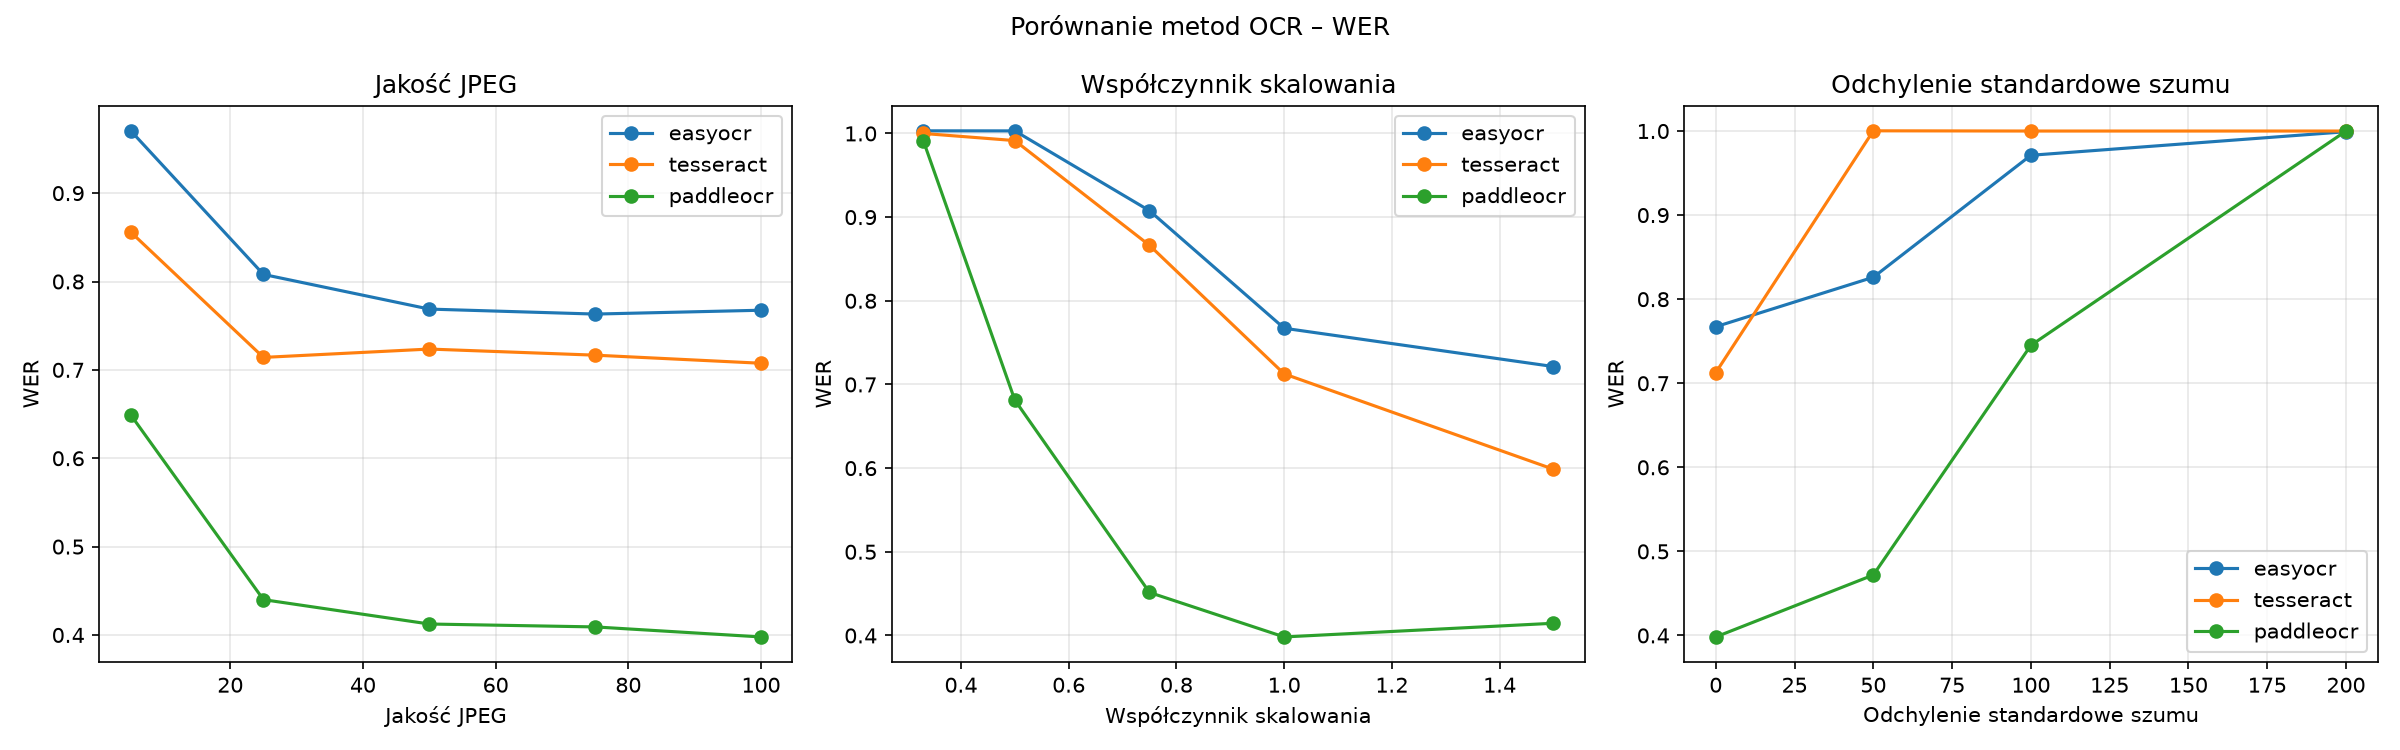 Porównanie metod OCR – WER
Jakość JPEG
WER
0.9
0.8
0.7
0.6
0.5
0.4
20 40 60 80 100
Jakość JPEG
easyocr
tesseract
paddleocr
Współczynnik skalowania
WER
1.0
0.9
0.8
0.7
0.6
0.5
0.4
0.4 0.6 0.8 1.0 1.2 1.4
Współczynnik skalowania
easyocr
tesseract
paddleocr
Odchylenie standardowe szumu
WER
1.0
0.9
0.8
0.7
0.6
0.5
0.4
0 25 50 75 100 125 150 175 200
Odchylenie standardowe szumu
easyocr
tesseract
paddleocr